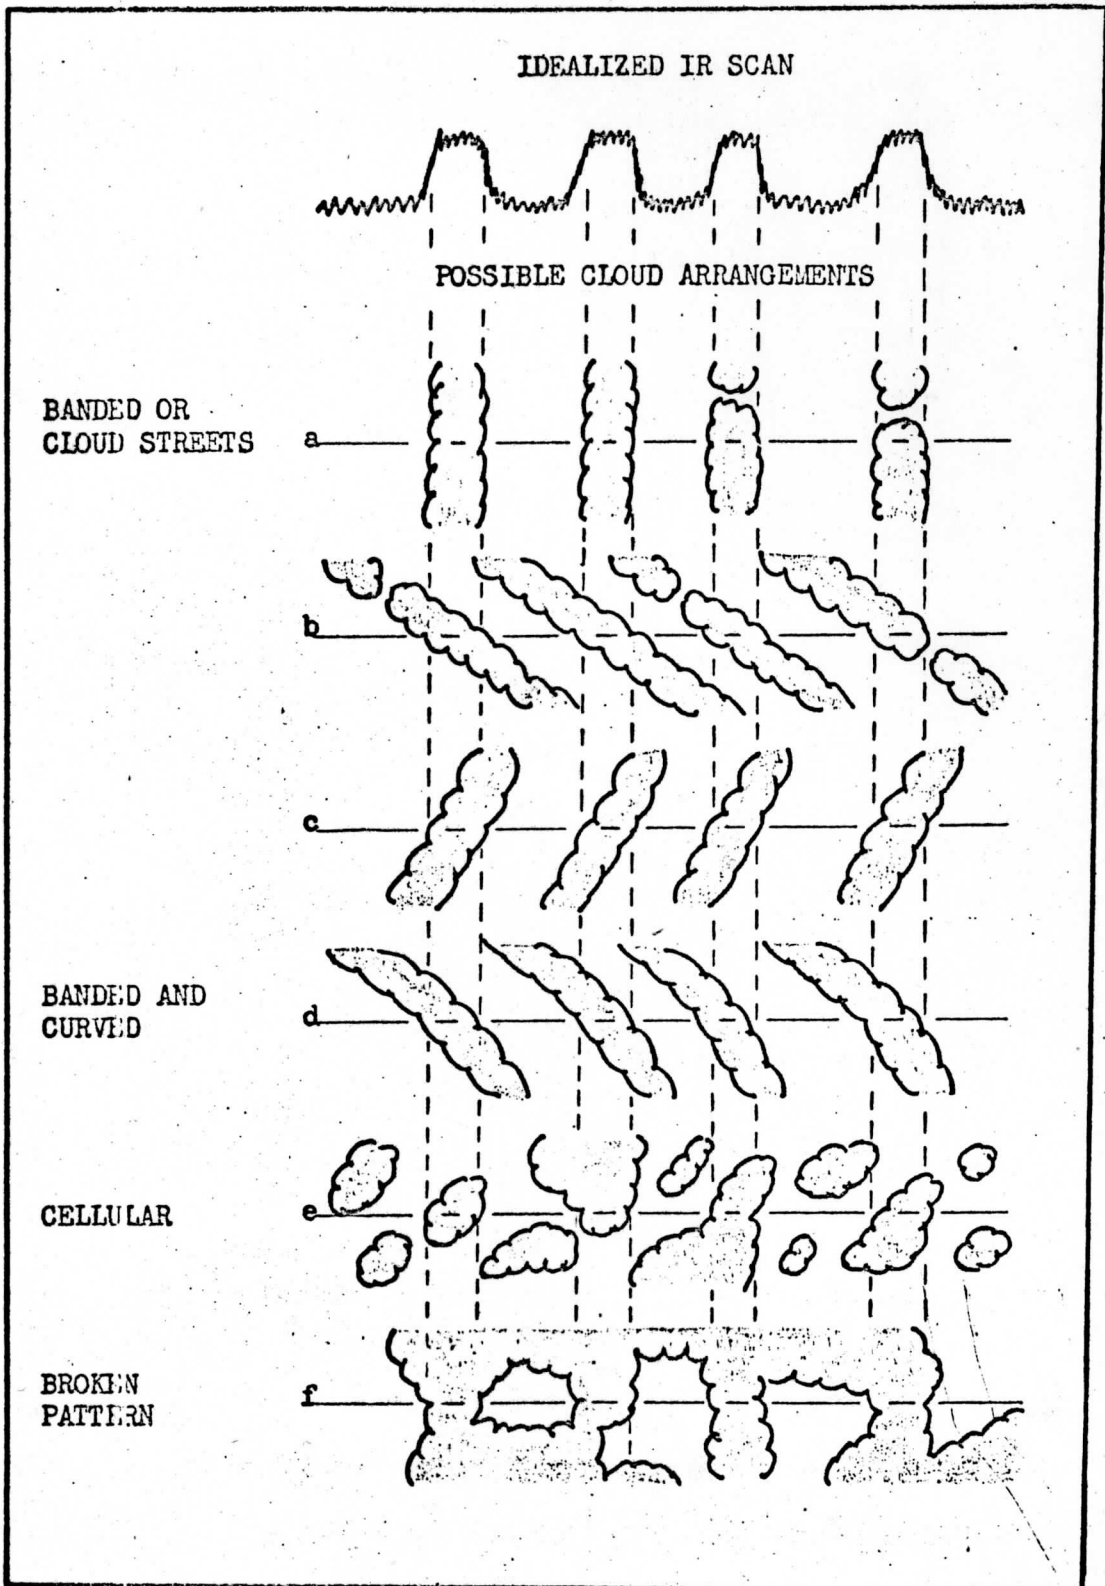 IDEALIZED IR SCAN
POSSIBLE CLOUD ARRANGEMENTS
BANDED OR
CLOUD STREETS
a
b
c
BANDED AND
CURVED
d
CELLULAR
e
BROKEN
PATTERN
f